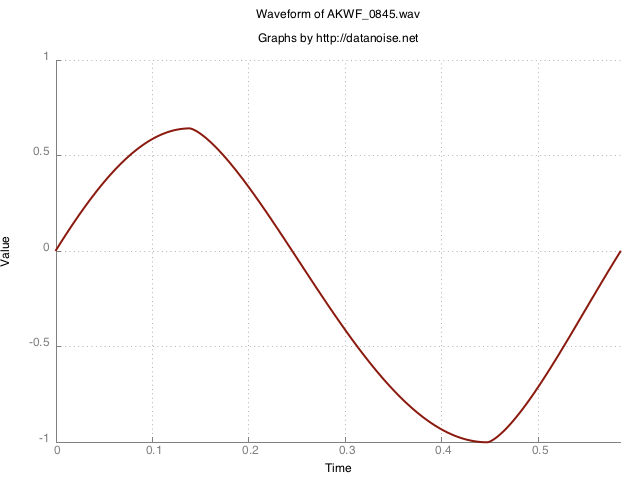 Waveform of AKWF_0845.wav
Graphs by http://datanoise.net
1
0.5
0
-0.5
-1
Value
0 0.1 0.2 0.3 0.4 0.5
Time